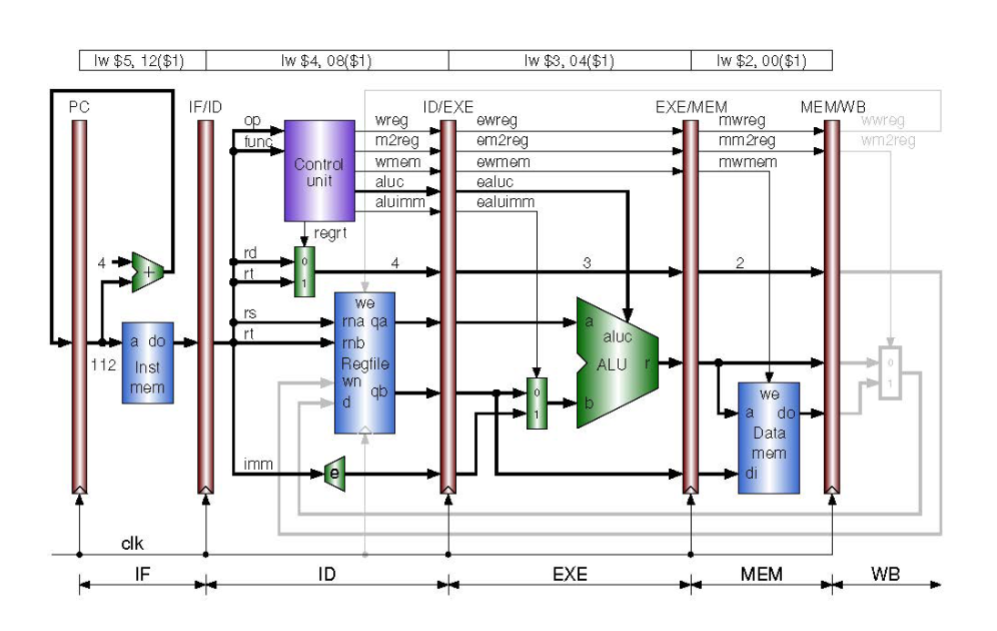 lw $5, 12($1) lw $4, 08($1) lw $3, 04($1) lw $2, 00($1)
PC IF/ID ID/EXE EXE/MEM MEM/WB
op wreg ewreg mwreg wwreg
func m2reg em2reg mm2reg wm2reg
Control unit
wmem ewmem mwmem
aluc ealuc
aluimm ealuimm
regrt
rd 0
4 + rt 1 4 3 2
we
rs rna qa a
aluc
rt rnb
a do ALU r 0
112 Inst mem Regfile
wn qb 0 1
d 1 b
we
a do
Data mem
imm e di
clk
IF ID EXE MEM WB